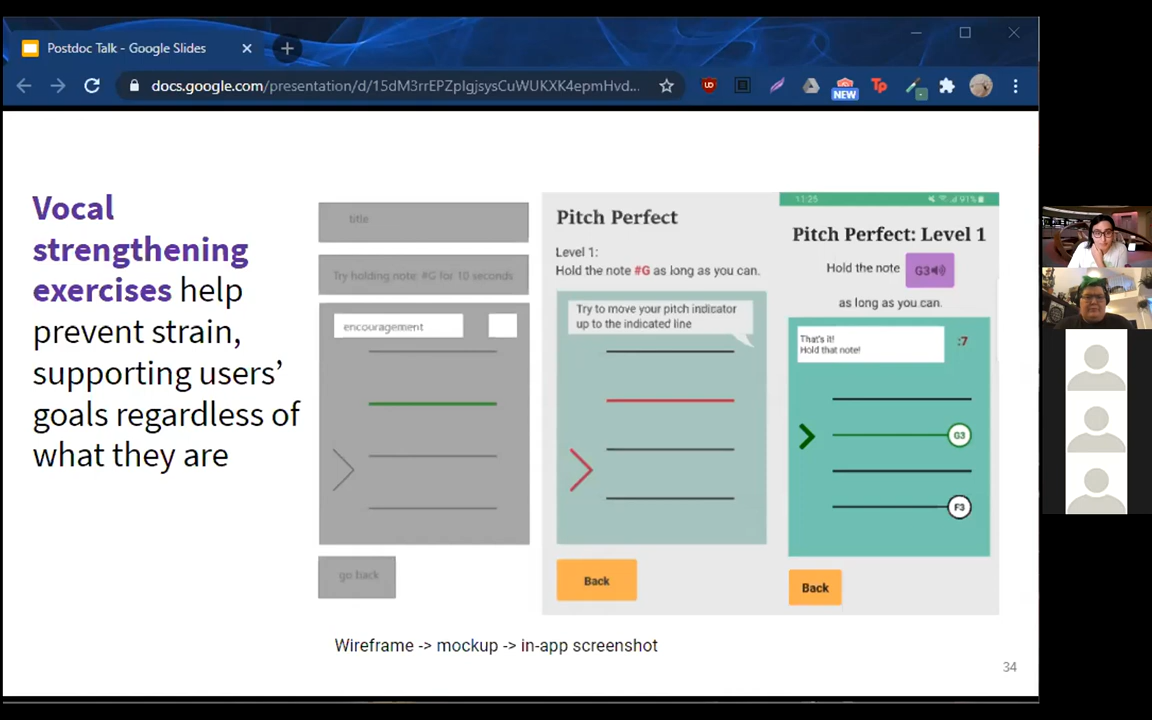 Postdoc Talk - Google Slides
docs.google.com/presentation/d/15dM3rrEPZpIgjsysCuWUKXK4epmHvd...
NEW
Vocal
strengthening
exercises help
prevent strain,
supporting users'
goals regardless of
what they are
title
Try holding note: #G for 10 seconds
encouragement
go back
Pitch Perfect
Level 1:
Hold the note #G as long as you can.
Try to move your pitch indicator
up to the indicated line
Back
11:25
91%
Pitch Perfect: Level 1
Hold the note G3
as long as you can.
That's it!
Hold that note!
:7
G3
F3
Back
Wireframe -> mockup -> in-app screenshot
34